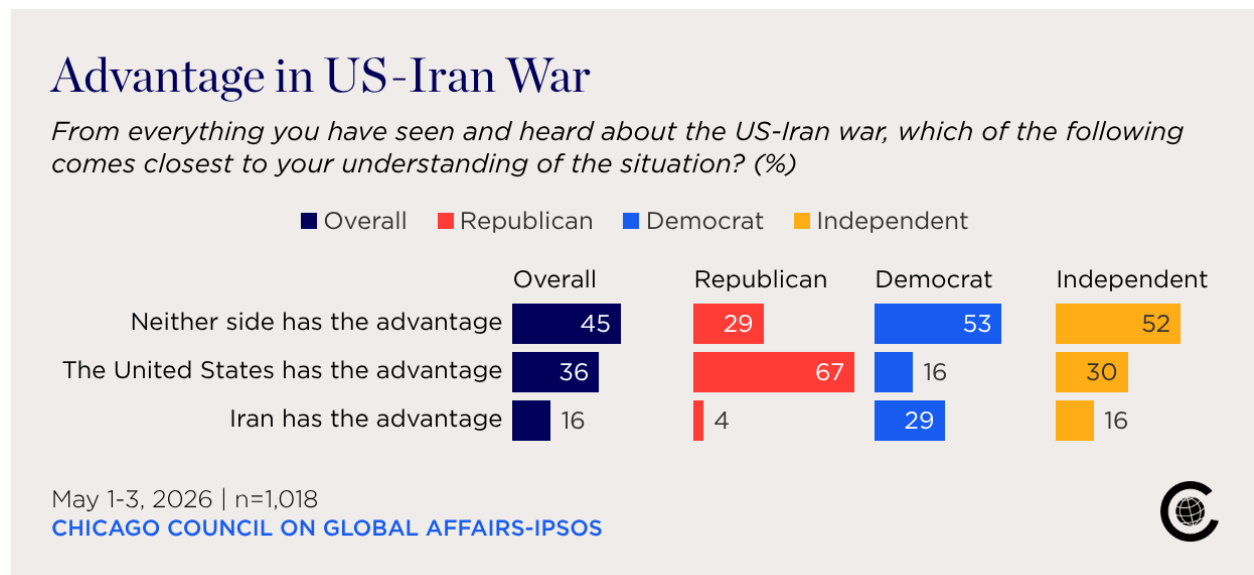 Advantage in US-Iran War
From everything you have seen and heard about the US-Iran war, which of the following
comes closest to your understanding of the situation? (%)
Overall Republican Democrat Independent
Overall Republican Democrat Independent
Neither side has the advantage 45 29 53 52
The United States has the advantage 36 67 16 30
Iran has the advantage 16 4 29 16
May 1-3, 2026 | n=1,018
CHICAGO COUNCIL ON GLOBAL AFFAIRS-IPSOS